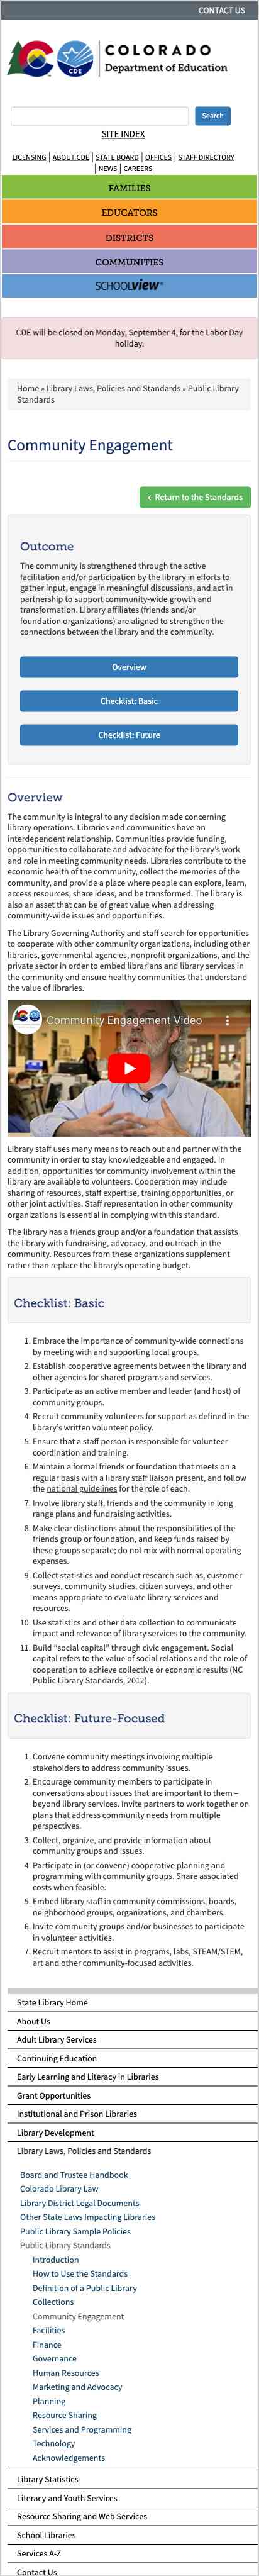 CONTACT US
COLORADO
Department of Education
CDE
Search
SITE INDEX
LICENSING | ABOUT CDE | STATE BOARD | OFFICES | STAFF DIRECTORY
| NEWS | CAREERS
FAMILIES
EDUCATORS
DISTRICTS
COMMUNITIES
SCHOOLVIEW®
CDE will be closed on Monday, September 4, for the Labor Day
holiday.
Home » Library Laws, Policies and Standards » Public Library
Standards
Community Engagement
← Return to the Standards
Outcome
The community is strengthened through the active
facilitation and/or participation by the library in efforts to
gather input, engage in meaningful discussions, and act in
partnership to support community-wide growth and
transformation. Library affiliates (friends and/or
foundation organizations) are aligned to strengthen the
connections between the library and the community.
Overview
Checklist: Basic
Checklist: Future
Overview
The community is integral to any decision made concerning
library operations. Libraries and communities have an
interdependent relationship. Communities provide funding,
opportunities to collaborate and advocate for the library's work
and role in meeting community needs. Libraries contribute to the
economic health of the community, collect the memories of the
community, and provide a place where people can explore, learn,
access resources, share ideas, and be transformed. The library is
also an asset that can be of great value when addressing
community-wide issues and opportunities.
The Library Governing Authority and staff search for opportunities
to cooperate with other community organizations, including other
libraries, governmental agencies, nonprofit organizations, and the
private sector in order to embed librarians and library services in
the community and ensure healthy communities that understand
the value of libraries.
Community Engagement Video
Library staff uses many means to reach out and partner with the
community in order to stay knowledgeable and engaged. In
addition, opportunities for community involvement within the
library are available to volunteers. Cooperation may include
sharing of resources, staff expertise, training opportunities, or
other joint activities. Staff representation in other community
organizations is essential in complying with this standard.
The library has a friends group and/or a foundation that assists
the library with fundraising, advocacy, and outreach in the
community. Resources from these organizations supplement
rather than replace the library's operating budget.
Checklist: Basic
1. Embrace the importance of community-wide connections
by meeting with and supporting local groups.
2. Establish cooperative agreements between the library and
other agencies for shared programs and services.
3. Participate as an active member and leader (and host) of
community groups.
4. Recruit community volunteers for support as defined in the
library's written volunteer policy.
5. Ensure that a staff person is responsible for volunteer
coordination and training.
6. Maintain a formal friends or foundation that meets on a
regular basis with a library staff liaison present, and follow
the national guidelines for the role of each.
7. Involve library staff, friends and the community in long
range plans and fundraising activities.
8. Make clear distinctions about the responsibilities of the
friends group or foundation, and keep funds raised by
these groups separate; do not mix with normal operating
expenses.
9. Collect statistics and conduct research such as, customer
surveys, community studies, citizen surveys, and other
means appropriate to evaluate library services and
resources.
10. Use statistics and other data collection to communicate
impact and relevance of library services to the community.
11. Build "social capital" through civic engagement. Social
capital refers to the value of social relations and the role of
cooperation to achieve collective or economic results (NC
Public Library Standards, 2012).
Checklist: Future-Focused
1. Convene community meetings involving multiple
stakeholders to address community issues.
2. Encourage community members to participate in
conversations about issues that are important to them –
beyond library services. Invite partners to work together on
plans that address community needs from multiple
perspectives.
3. Collect, organize, and provide information about
community groups and issues.
4. Participate in (or convene) cooperative planning and
programming with community groups. Share associated
costs when feasible.
5. Embed library staff in community commissions, boards,
neighborhood groups, organizations, and chambers.
6. Invite community groups and/or businesses to participate
in volunteer activities.
7. Recruit mentors to assist in programs, labs, STEAM/STEM,
art and other community-focused activities.
State Library Home
About Us
Adult Library Services
Continuing Education
Early Learning and Literacy in Libraries
Grant Opportunities
Institutional and Prison Libraries
Library Development
Library Laws, Policies and Standards
Board and Trustee Handbook
Colorado Library Law
Library District Legal Documents
Other State Laws Impacting Libraries
Public Library Sample Policies
Public Library Standards
Introduction
How to Use the Standards
Definition of a Public Library
Collections
Community Engagement
Facilities
Finance
Governance
Human Resources
Marketing and Advocacy
Planning
Resource Sharing
Services and Programming
Technology
Acknowledgements
Library Statistics
Literacy and Youth Services
Resource Sharing and Web Services
School Libraries
Services A-Z
Contact Us